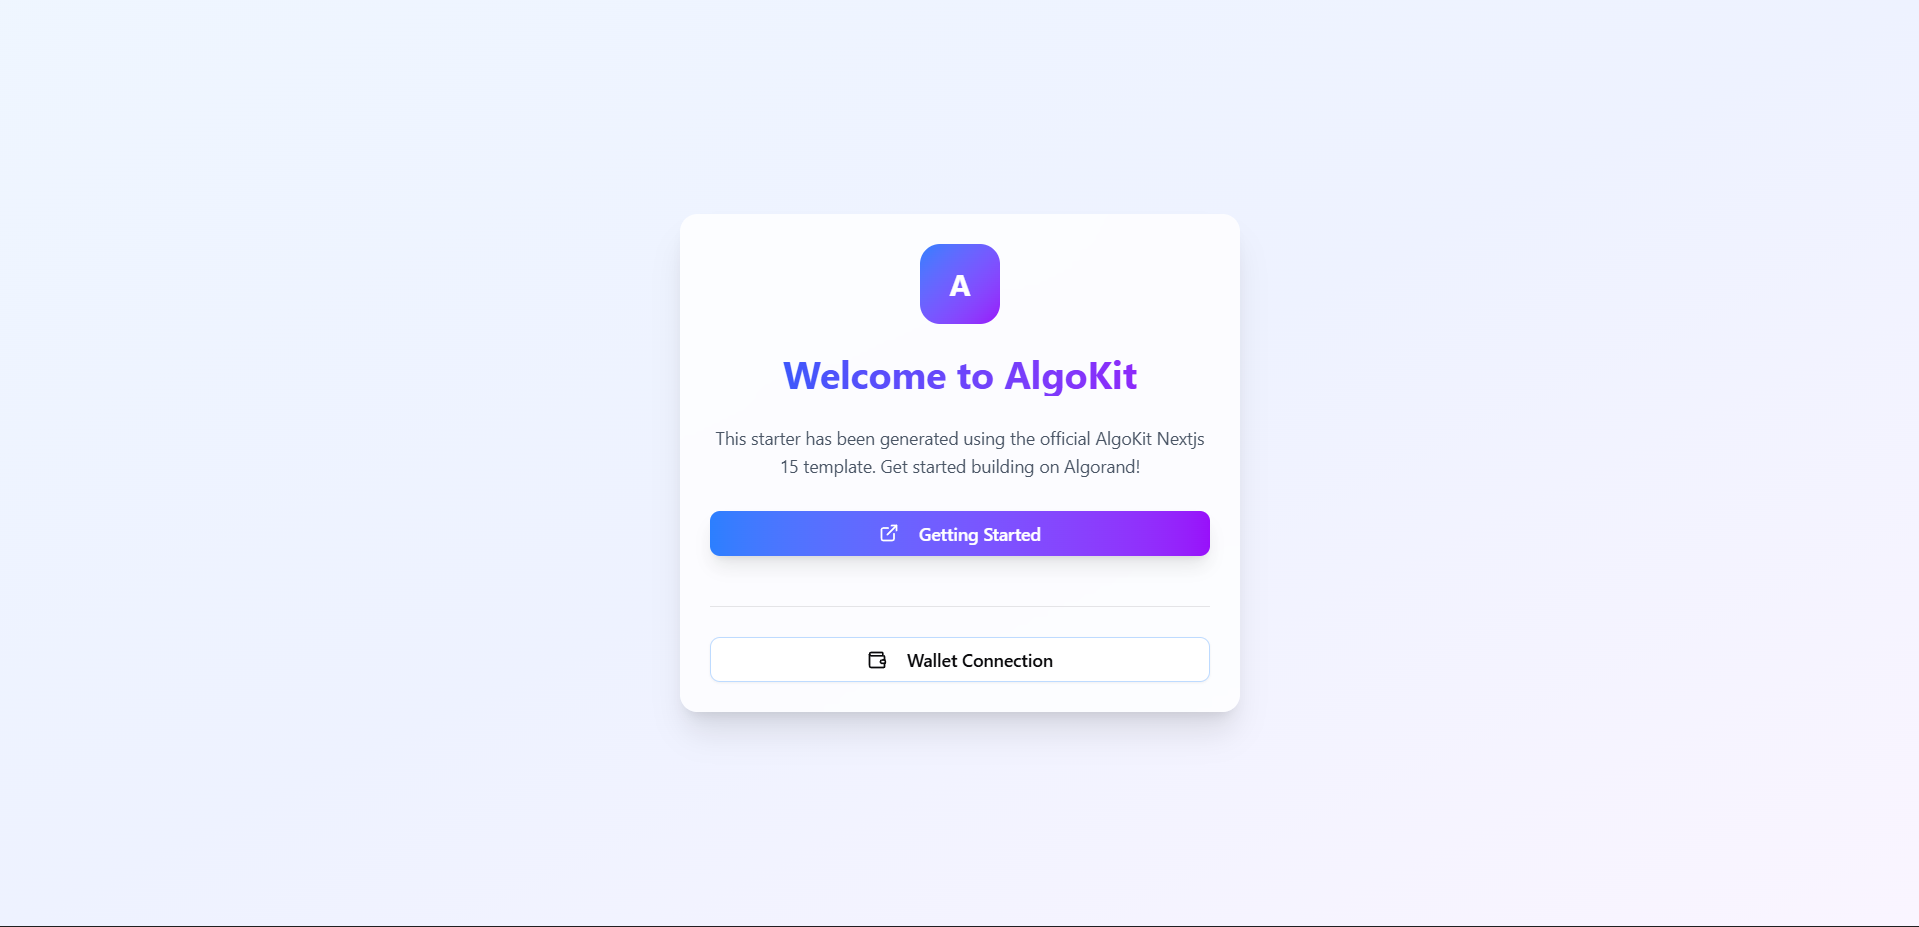 A
Welcome to AlgoKit
This starter has been generated using the official AlgoKit Nextjs
15 template. Get started building on Algorand!
Getting Started
Wallet Connection